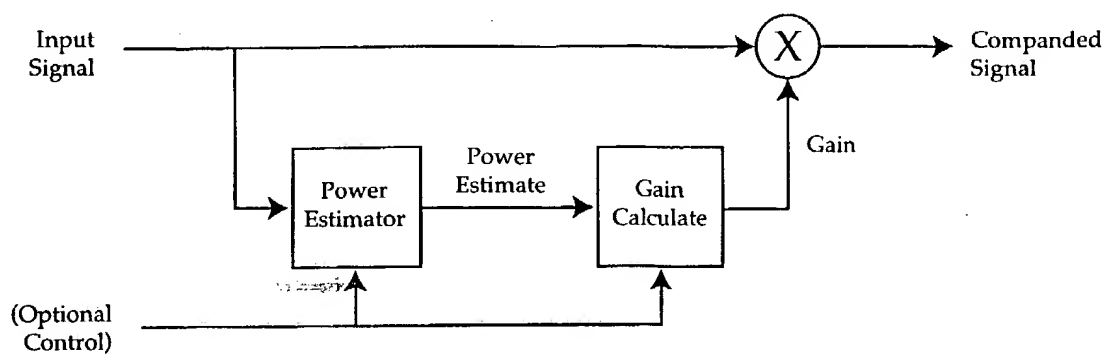 Input
Signal
X
Companded
Signal
Gain
Power
Estimate
Power
Estimator
Gain
Calculate
(Optional
Control)